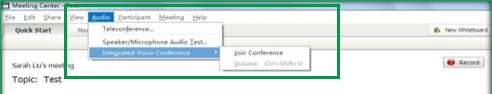 Meeting Center - Test
File Edit Share View Audio Participant Meeting Help
Quick Start
Teleconference...
New Whiteboard
Speaker/Microphone Audio Test...
Integrated Voice Conference
Join Conference
Volume Ctrl+Shift+V
Sarah Liu's meeting
Record
Topic: Test